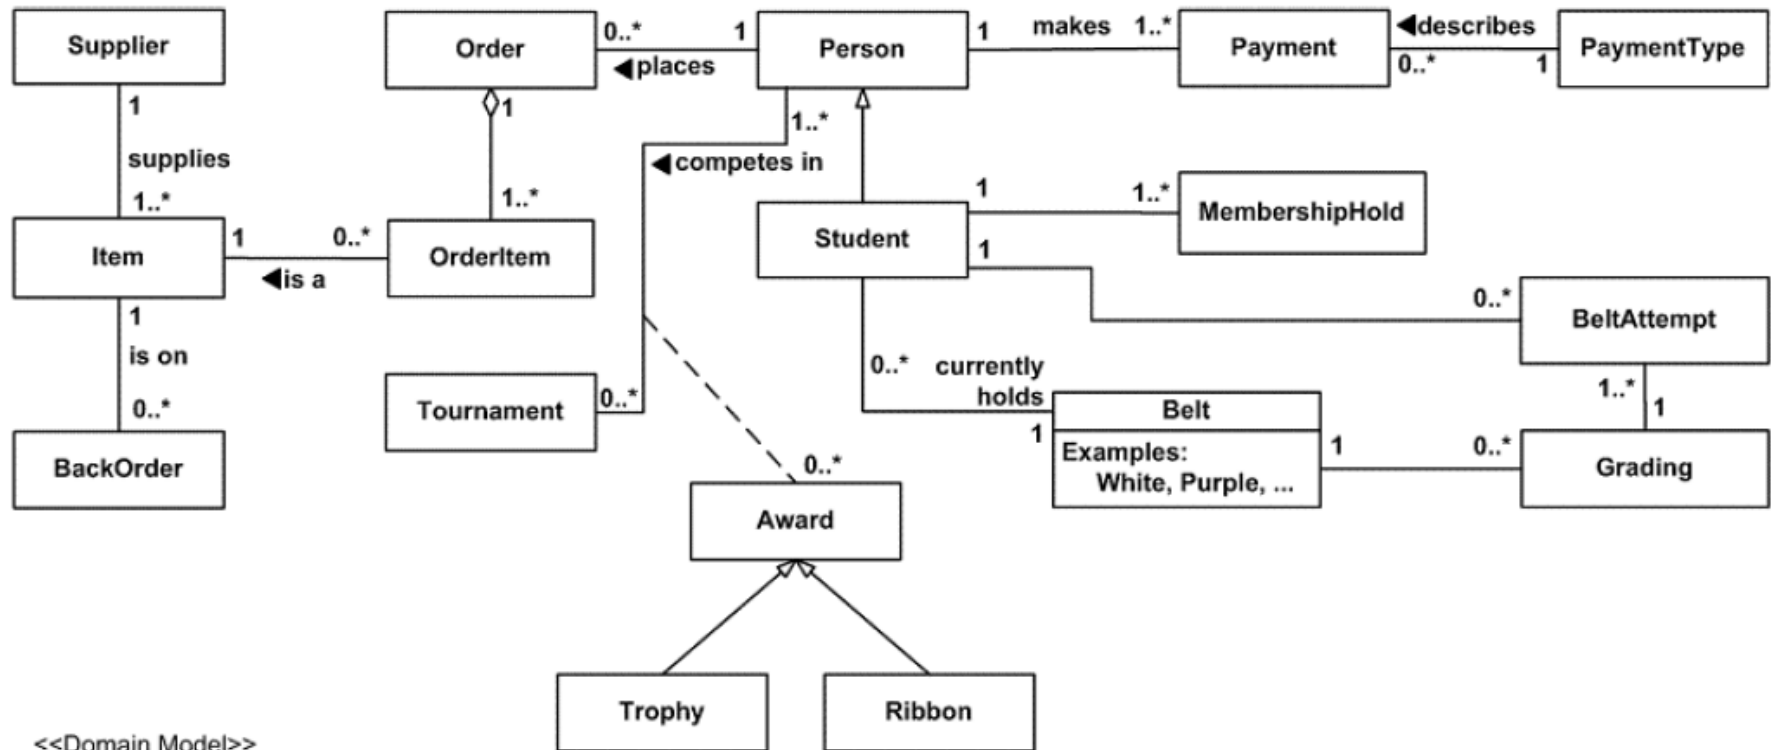 Supplier
Order
0..*
1
places
Person
1
makes
1..*
Payment
describes
0..*
1
PaymentType
1
supplies
1..*
1
1..*
1..*
competes in
Item
1
0..*
is a
OrderItem
Student
1
1..*
MembershipHold
1
0..*
BeltAttempt
1
is on
0..*
BackOrder
Tournament
0..*
0..*
currently
holds
1
Belt
Examples:
White, Purple, ...
1
0..*
1..*
1
Grading
0..*
Award
Trophy
Ribbon
<<Domain Model>>